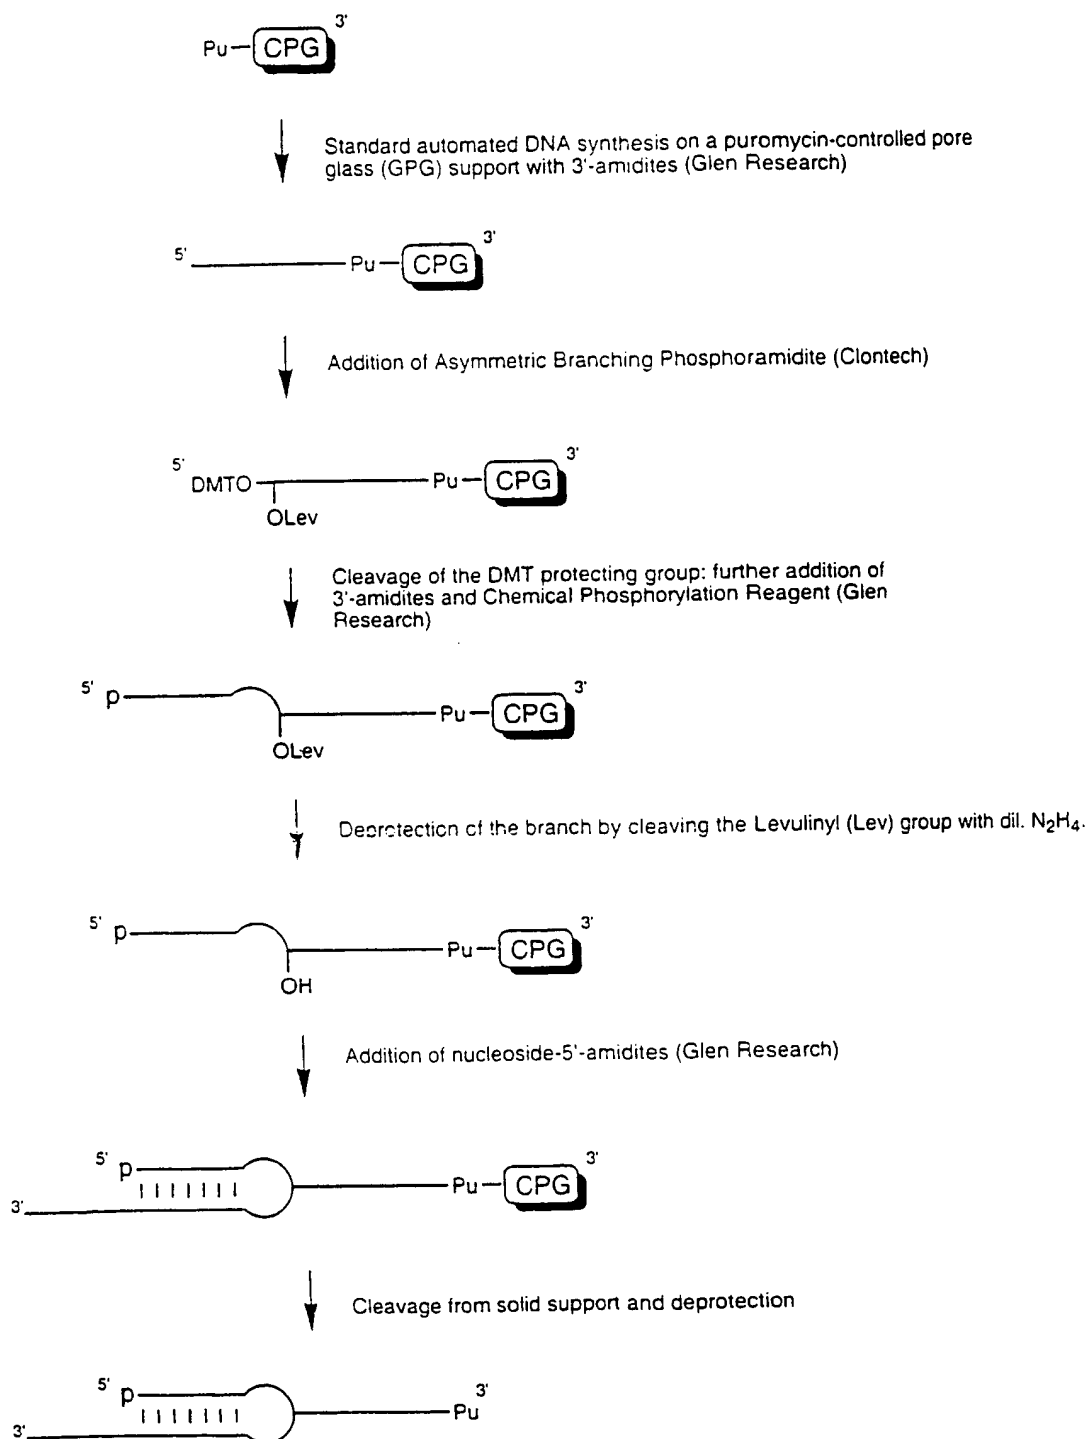 3'
Pu
CPG
Standard automated DNA synthesis on a puromycin-controlled pore
glass (GPG) support with 3'-amidites (Glen Research)
5'
Pu
CPG
3'
Addition of Asymmetric Branching Phosphoramidite (Clontech)
5'
DMTO
OLev
Pu
CPG
3'
Cleavage of the DMT protecting group: further addition of
3'-amidites and Chemical Phosphorylation Reagent (Glen
Research)
5' p
OLev
Pu
CPG
3'
Deprotection of the branch by cleaving the Levulinyl (Lev) group with dil. N₂H₄.
5' p
OH
Pu
CPG
3'
Addition of nucleoside-5'-amidites (Glen Research)
5' p
3'
Pu
CPG
3'
Cleavage from solid support and deprotection
5' p
3'
Pu
3'